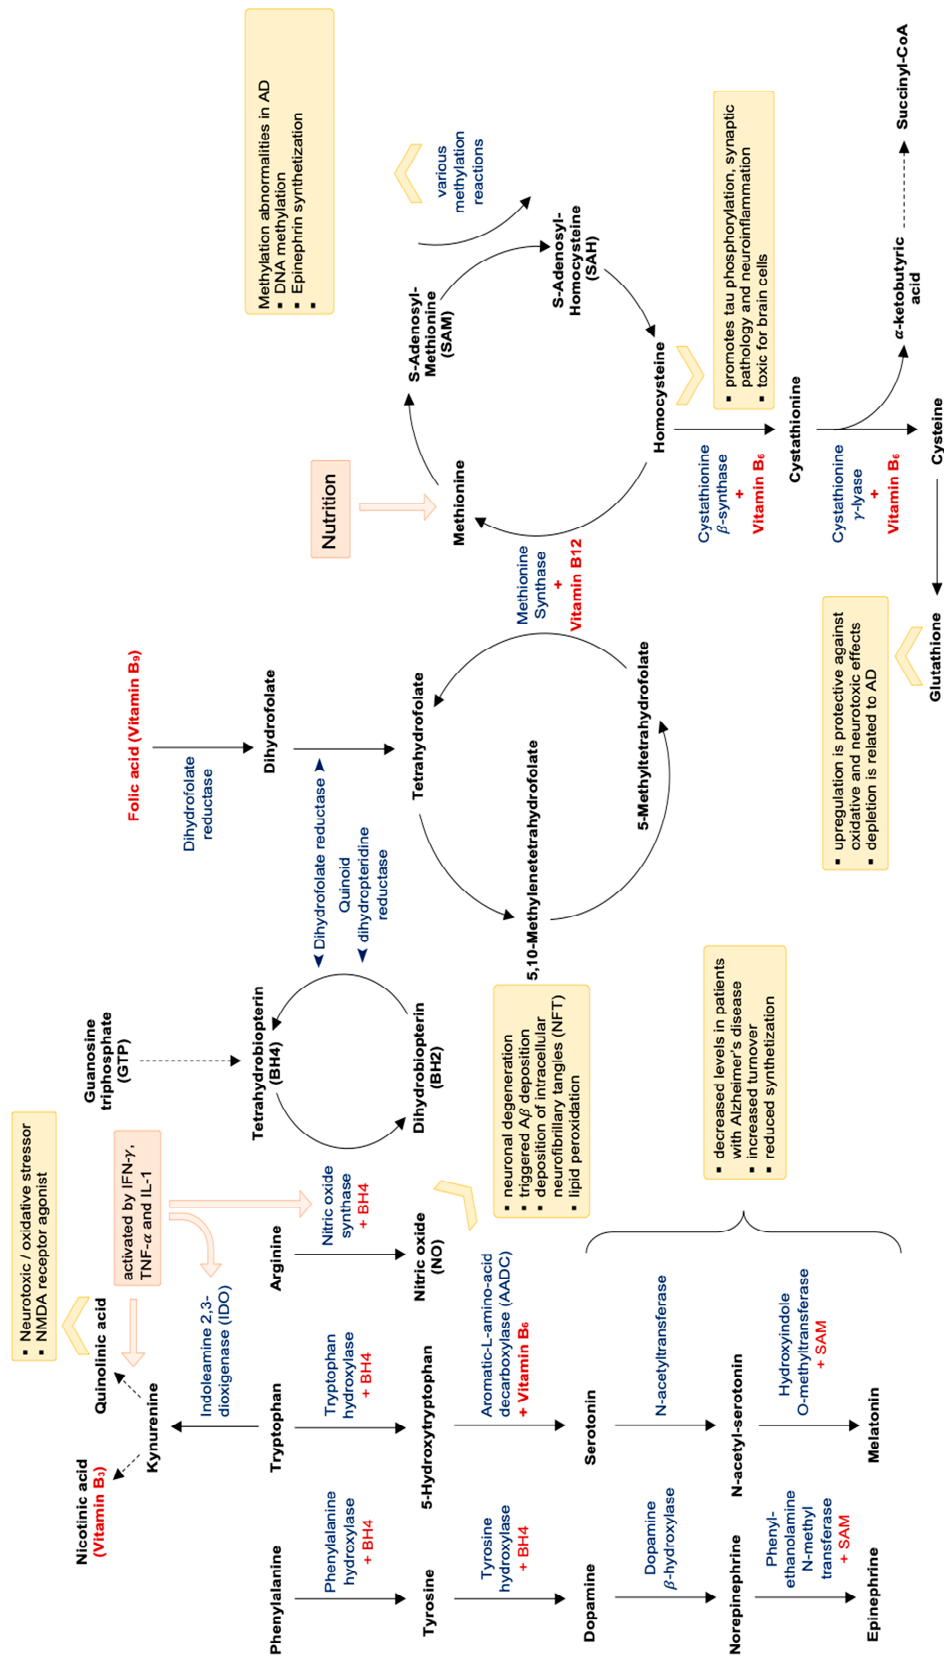 Nicotinic acid
(Vitamin B₃)
Quinolinic acid
▪ Neurotoxic / oxidative stressor
▪ NMDA receptor agonist
Kynurenine
activated by IFN-γ,
TNF-α and IL-1
Guanosine
triphosphate
(GTP)
Folic acid (Vitamin B₉)
Indoleamine 2,3-
dioxigenase (IDO)
Dihydrofolate
reductase
Phenylalanine
Tryptophan
Arginine
Tetrahydrobiopterin
(BH4)
Dihydrofolate
Nutrition
Methylation abnormalities in AD
▪ DNA methylation
▪ Epinephrin synthetization
▪
Phenylalanine
hydroxylase
+ BH4
Tryptophan
hydroxylase
+ BH4
Nitric oxide
synthase
+ BH4
Dihydrofolate reductase
Quinoid
dihydropteridine
reductase
Tyrosine
5-Hydroxytryptophan
Nitric oxide
(NO)
Dihydrobiopterin
(BH2)
Tetrahydrofolate
Methionine
S-Adenosyl-
Methionine
(SAM)
various
methylation
reactions
Tyrosine
hydroxylase
+ BH4
Aromatic-L-amino-acid
decarboxylase (AADC)
+ Vitamin B₆
▪ neuronal degeneration
▪ triggered Aβ deposition
▪ deposition of intracellular
neurofibrillary tangles (NFT)
▪ lipid peroxidation
5,10-Methylenetetrahydrofolate
Methionine
Synthase
+
Vitamin B12
S-Adenosyl-
Homocysteine
(SAH)
Dopamine
Serotonin
5-Methyltetrahydrofolate
Homocysteine
Dopamine
β-hydroxylase
N-acetyltransferase
▪ decreased levels in patients
with Alzheimer's disease
▪ increased turnover
▪ reduced synthetization
Cystathionine
β-synthase
+
Vitamin B₆
▪ promotes tau phosphorylation, synaptic
pathology and neuroinflammation
▪ toxic for brain cells
Norepinephrine
N-acetyl-serotonin
Cystathionine
Phenyl-
ethanolamine
N-methyl
transferase
+ SAM
Hydroxyindole
O-methyltransferase
+ SAM
▪ upregulation is protective against
oxidative and neurotoxic effects
▪ depletion is related to AD
Cystathionine
γ-lyase
+
Vitamin B₆
Epinephrine
Melatonin
α-ketobutyric
acid
Succinyl-CoA
Glutathione
Cysteine